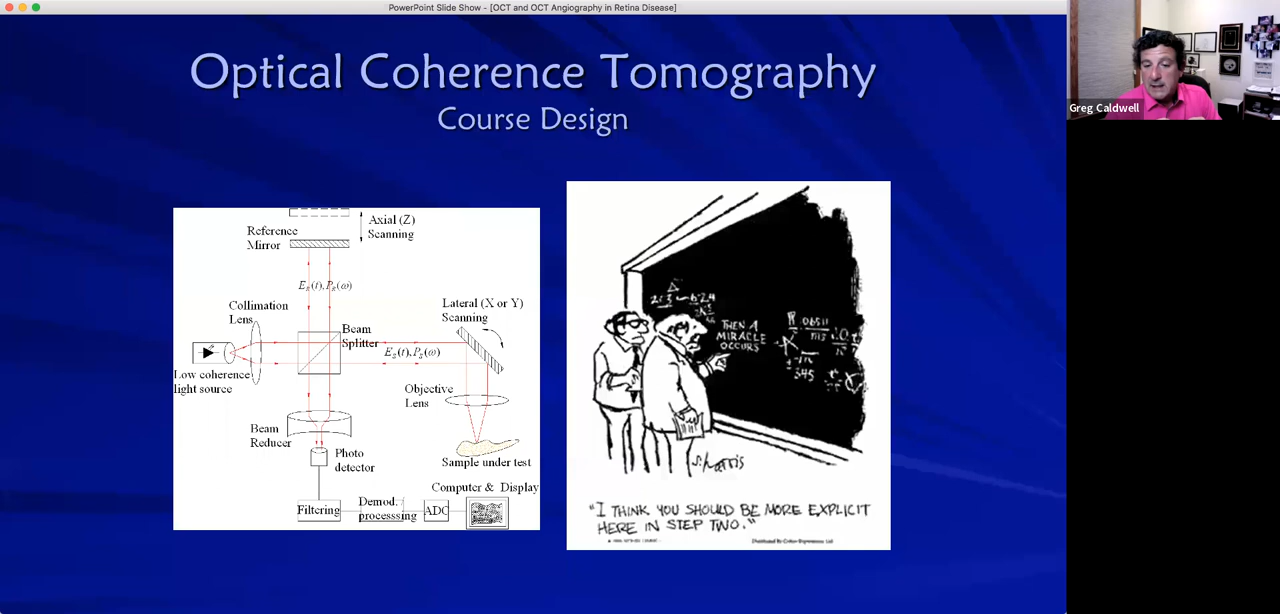 PowerPoint Slide Show - [OCT and OCT Angiography in Retina Disease]
Optical Coherence Tomography
Course Design
Reference
Mirror
Axial (Z)
Scanning
Collimation
Lens
Beam
Splitter
Lateral (X or Y)
Scanning
Low coherence
light source
Objective
Lens
Beam
Reducer
Photo
detector
Sample under test
Computer & Display
Filtering
Demod.
processsing
ADC
THEN A
MIRACLE
OCCURS
S. Harris
"I THINK YOU SHOULD BE MORE EXPLICIT
HERE IN STEP TWO."
Greg Caldwell